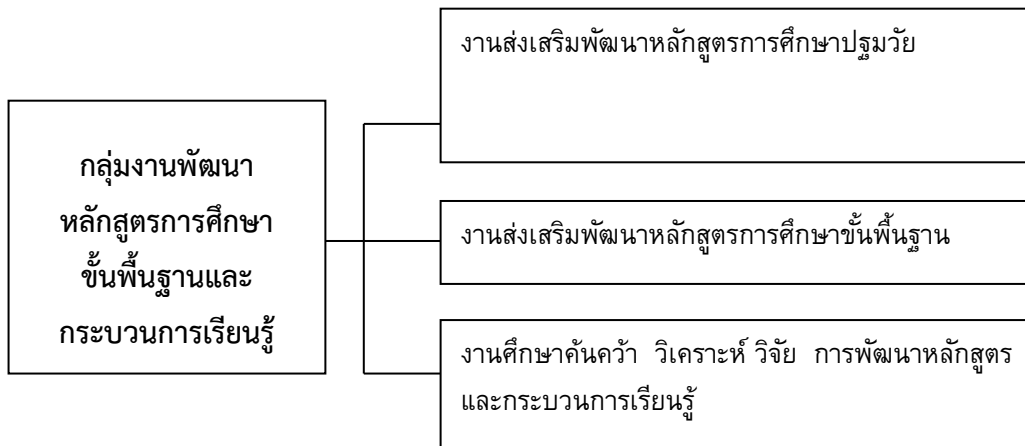 กลุ่มงานพัฒนา
หลักสูตรการศึกษา
ขั้นพื้นฐานและ
กระบวนการเรียนรู้
งานส่งเสริมพัฒนาหลักสูตรการศึกษาปฐมวัย
งานส่งเสริมพัฒนาหลักสูตรการศึกษาขั้นพื้นฐาน
งานศึกษาค้นคว้า วิเคราะห์ วิจัย การพัฒนาหลักสูตร
และกระบวนการเรียนรู้